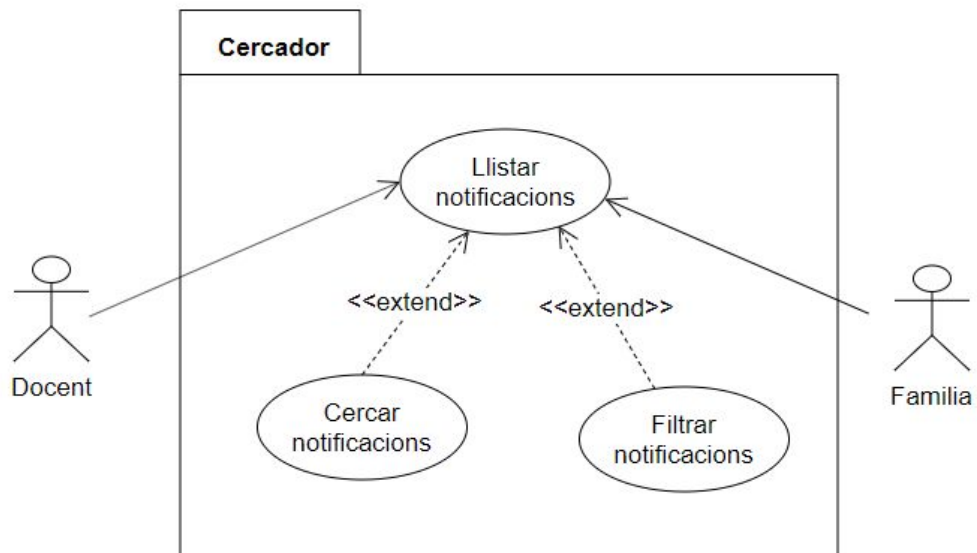 Cercador
Llistar
notificacions
<<extend>>
<<extend>>
Docent
Familia
Cercar
notificacions
Filtrar
notificacions